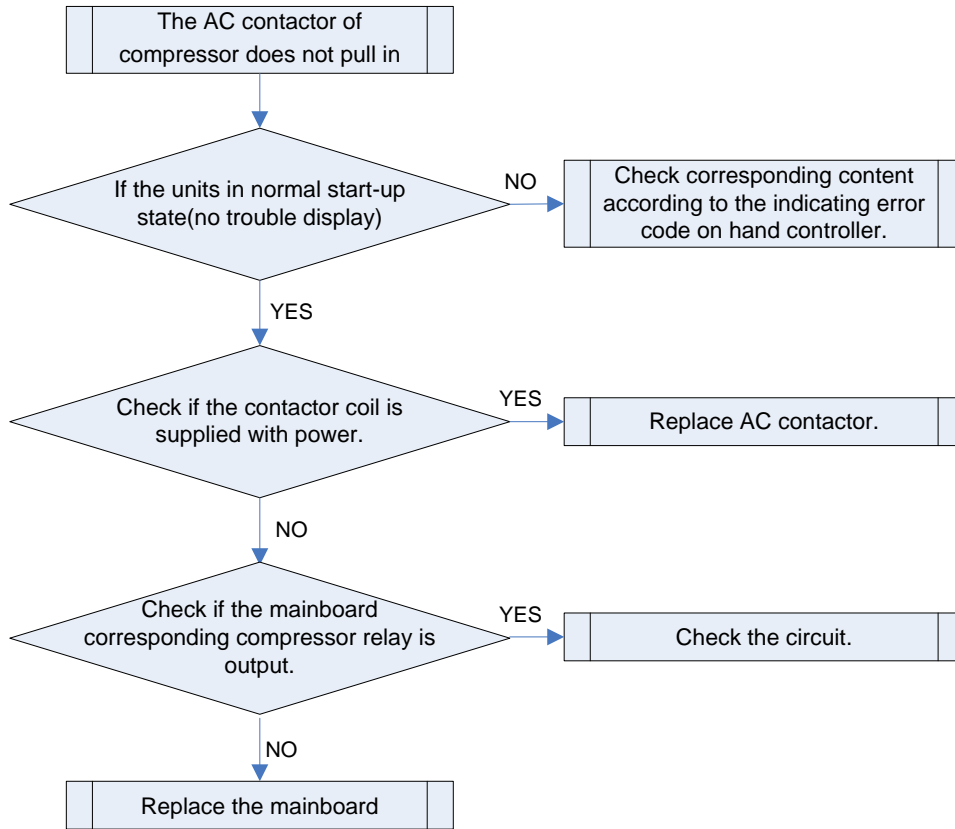 The AC contactor of
compressor does not pull in
If the units in normal start-up
state(no trouble display)
NO
Check corresponding content
according to the indicating error
code on hand controller.
YES
Check if the contactor coil is
supplied with power.
YES
Replace AC contactor.
NO
Check if the mainboard
corresponding compressor relay is
output.
YES
Check the circuit.
NO
Replace the mainboard